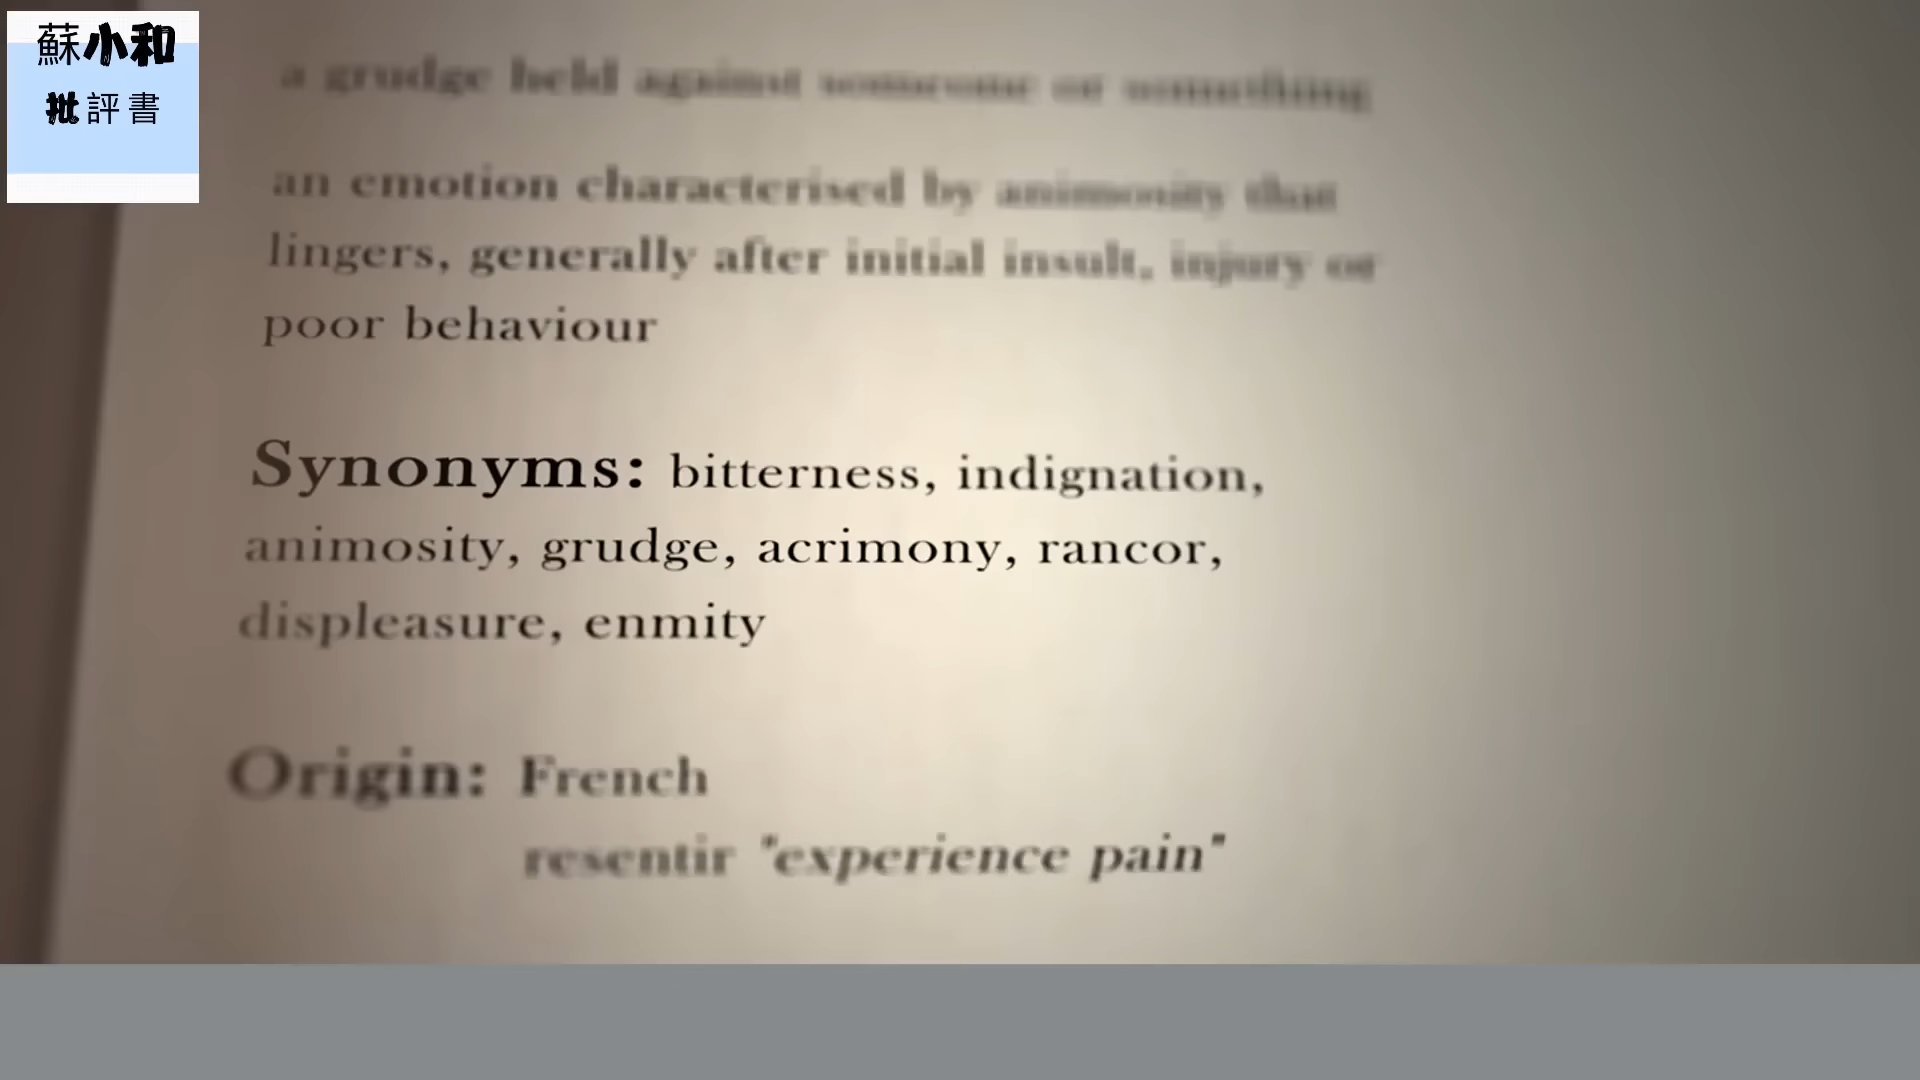 蘇小和
批評書
a grudge held against someone or something
an emotion characterised by animosity that
lingers, generally after initial insult, injury or
poor behaviour
Synonyms: bitterness, indignation,
animosity, grudge, acrimony, rancor,
displeasure, enmity
Origin: French
resentir "experience pain"